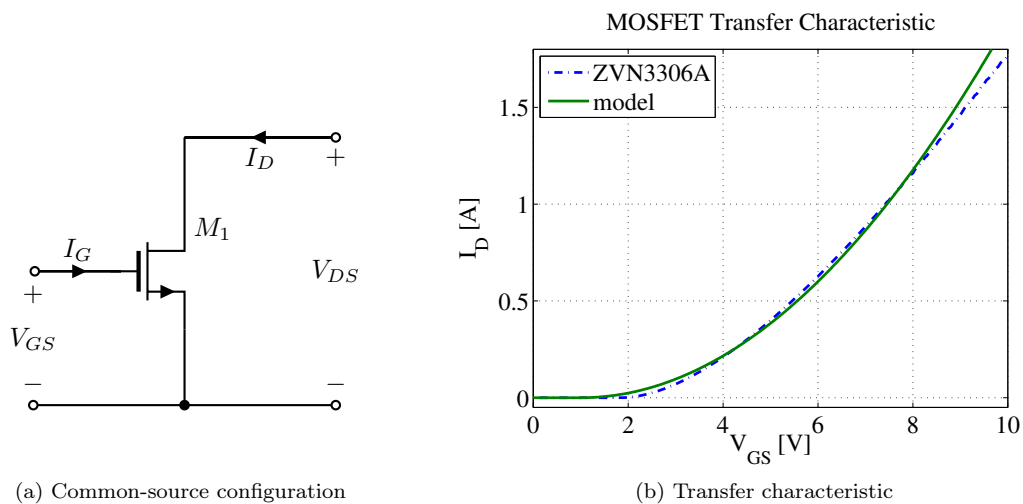 I_D
+
+
M_1
I_G
+
V_DS
V_GS
−
−
(a) Common-source configuration
MOSFET Transfer Characteristic
ZVN3306A
model
1.5
1
0.5
0
I_D [A]
0 2 4 6 8 10
V_GS [V]
(b) Transfer characteristic